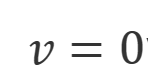 v = 0